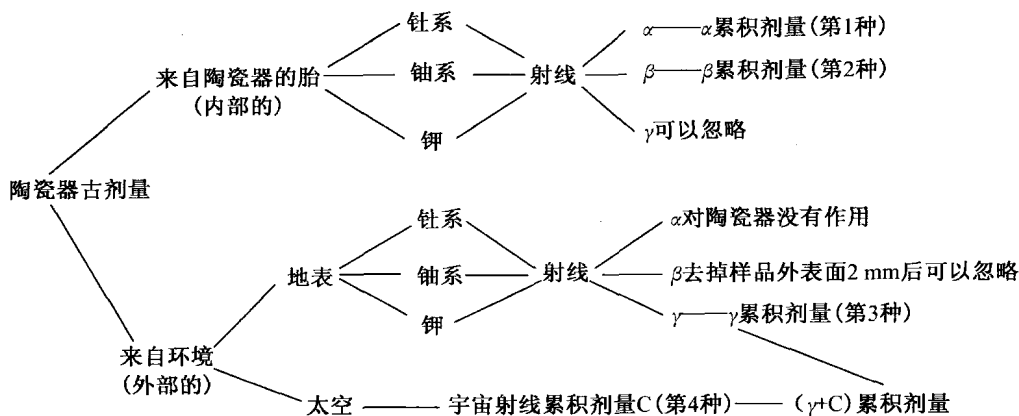 钍系
α——α累积剂量(第1种)
来自陶瓷器的胎
(内部的)
铀系
射线
β——β累积剂量(第2种)
钾
γ可以忽略
陶瓷器古剂量
钍系
α对陶瓷器没有作用
地表
铀系
射线
β去掉样品外表面2 mm后可以忽略
钾
γ——γ累积剂量(第3种)
来自环境
(外部的)
太空——宇宙射线累积剂量C(第4种)——(γ+C)累积剂量